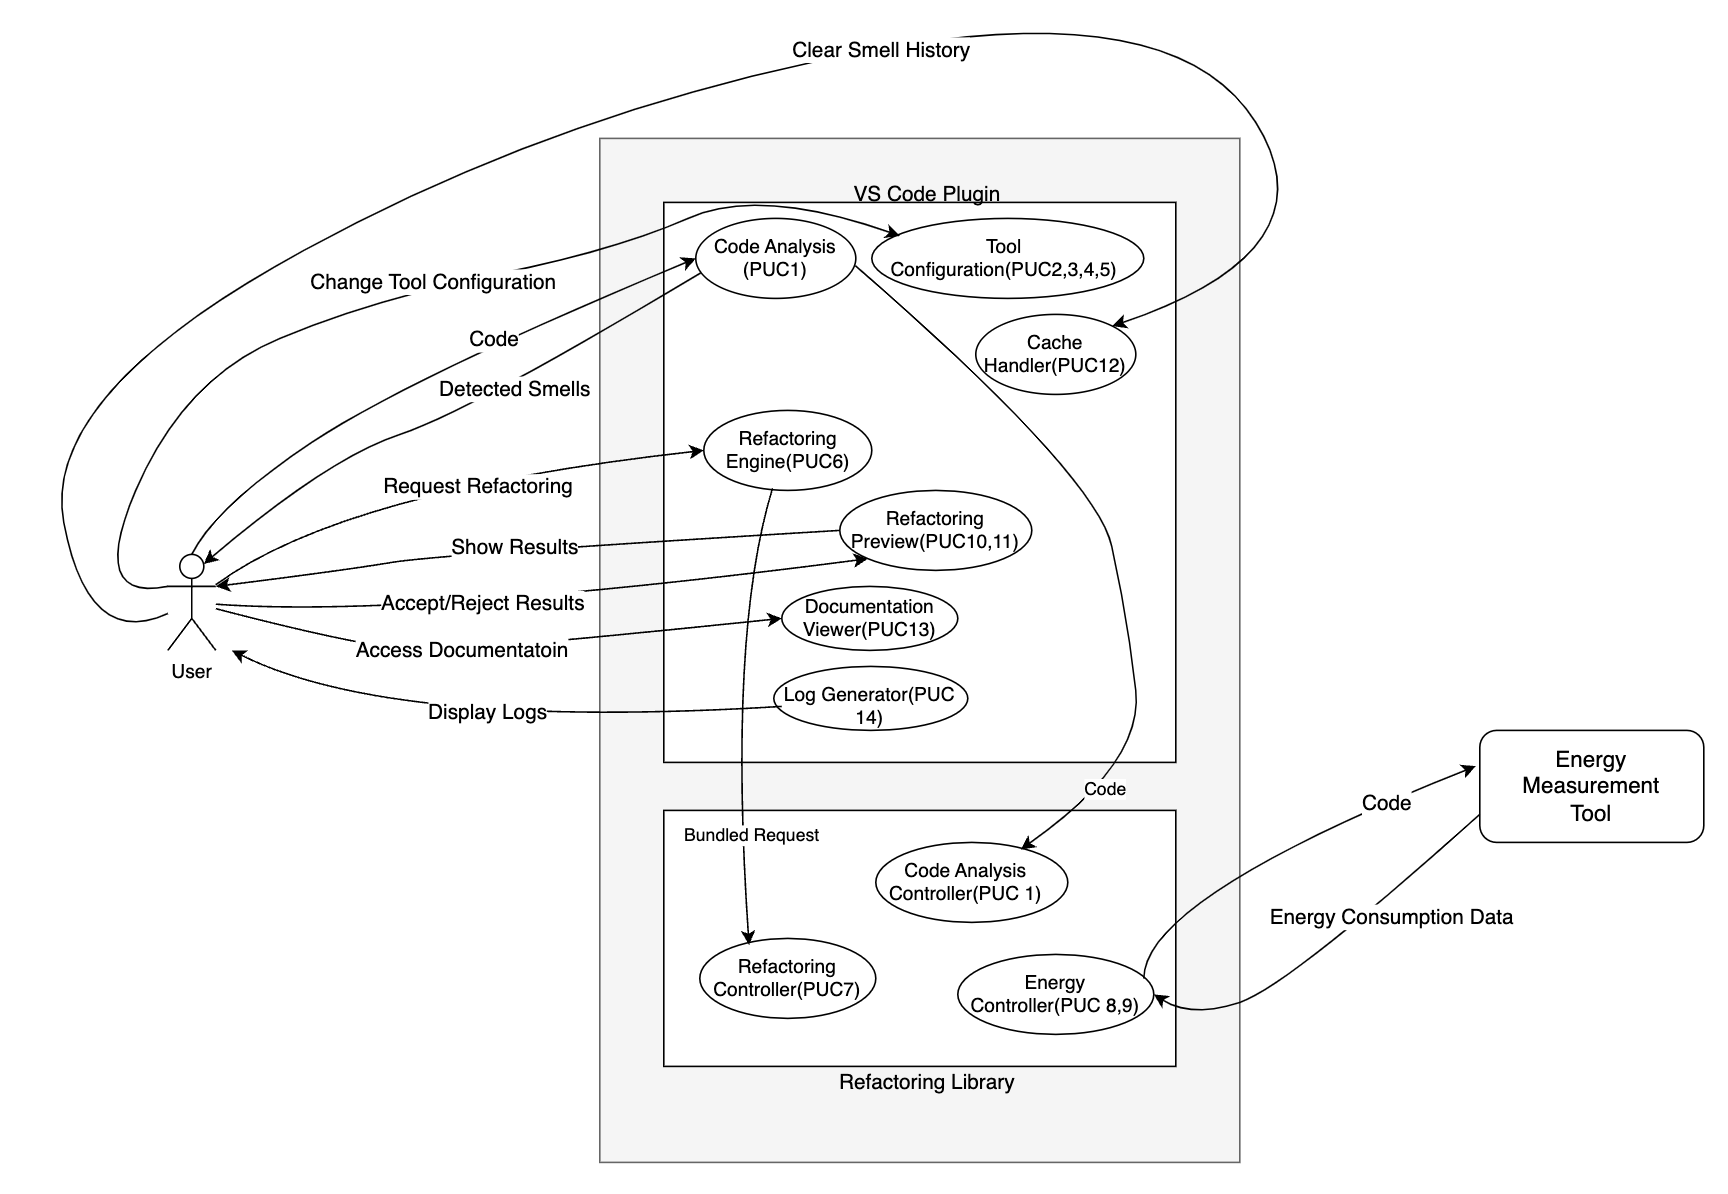 Clear Smell History
VS Code Plugin
Code Analysis
(PUC1)
Tool
Configuration(PUC2,3,4,5)
Change Tool Configuration
Code
Cache
Handler(PUC12)
Detected Smells
Refactoring
Engine(PUC6)
Request Refactoring
Refactoring
Preview(PUC10,11)
Show Results
Accept/Reject Results
Documentation
Viewer(PUC13)
Access Documentatoin
User
Log Generator(PUC
14)
Display Logs
Energy
Measurement
Tool
Code
Code
Bundled Request
Code Analysis
Controller(PUC 1)
Energy Consumption Data
Refactoring
Controller(PUC7)
Energy
Controller(PUC 8,9)
Refactoring Library